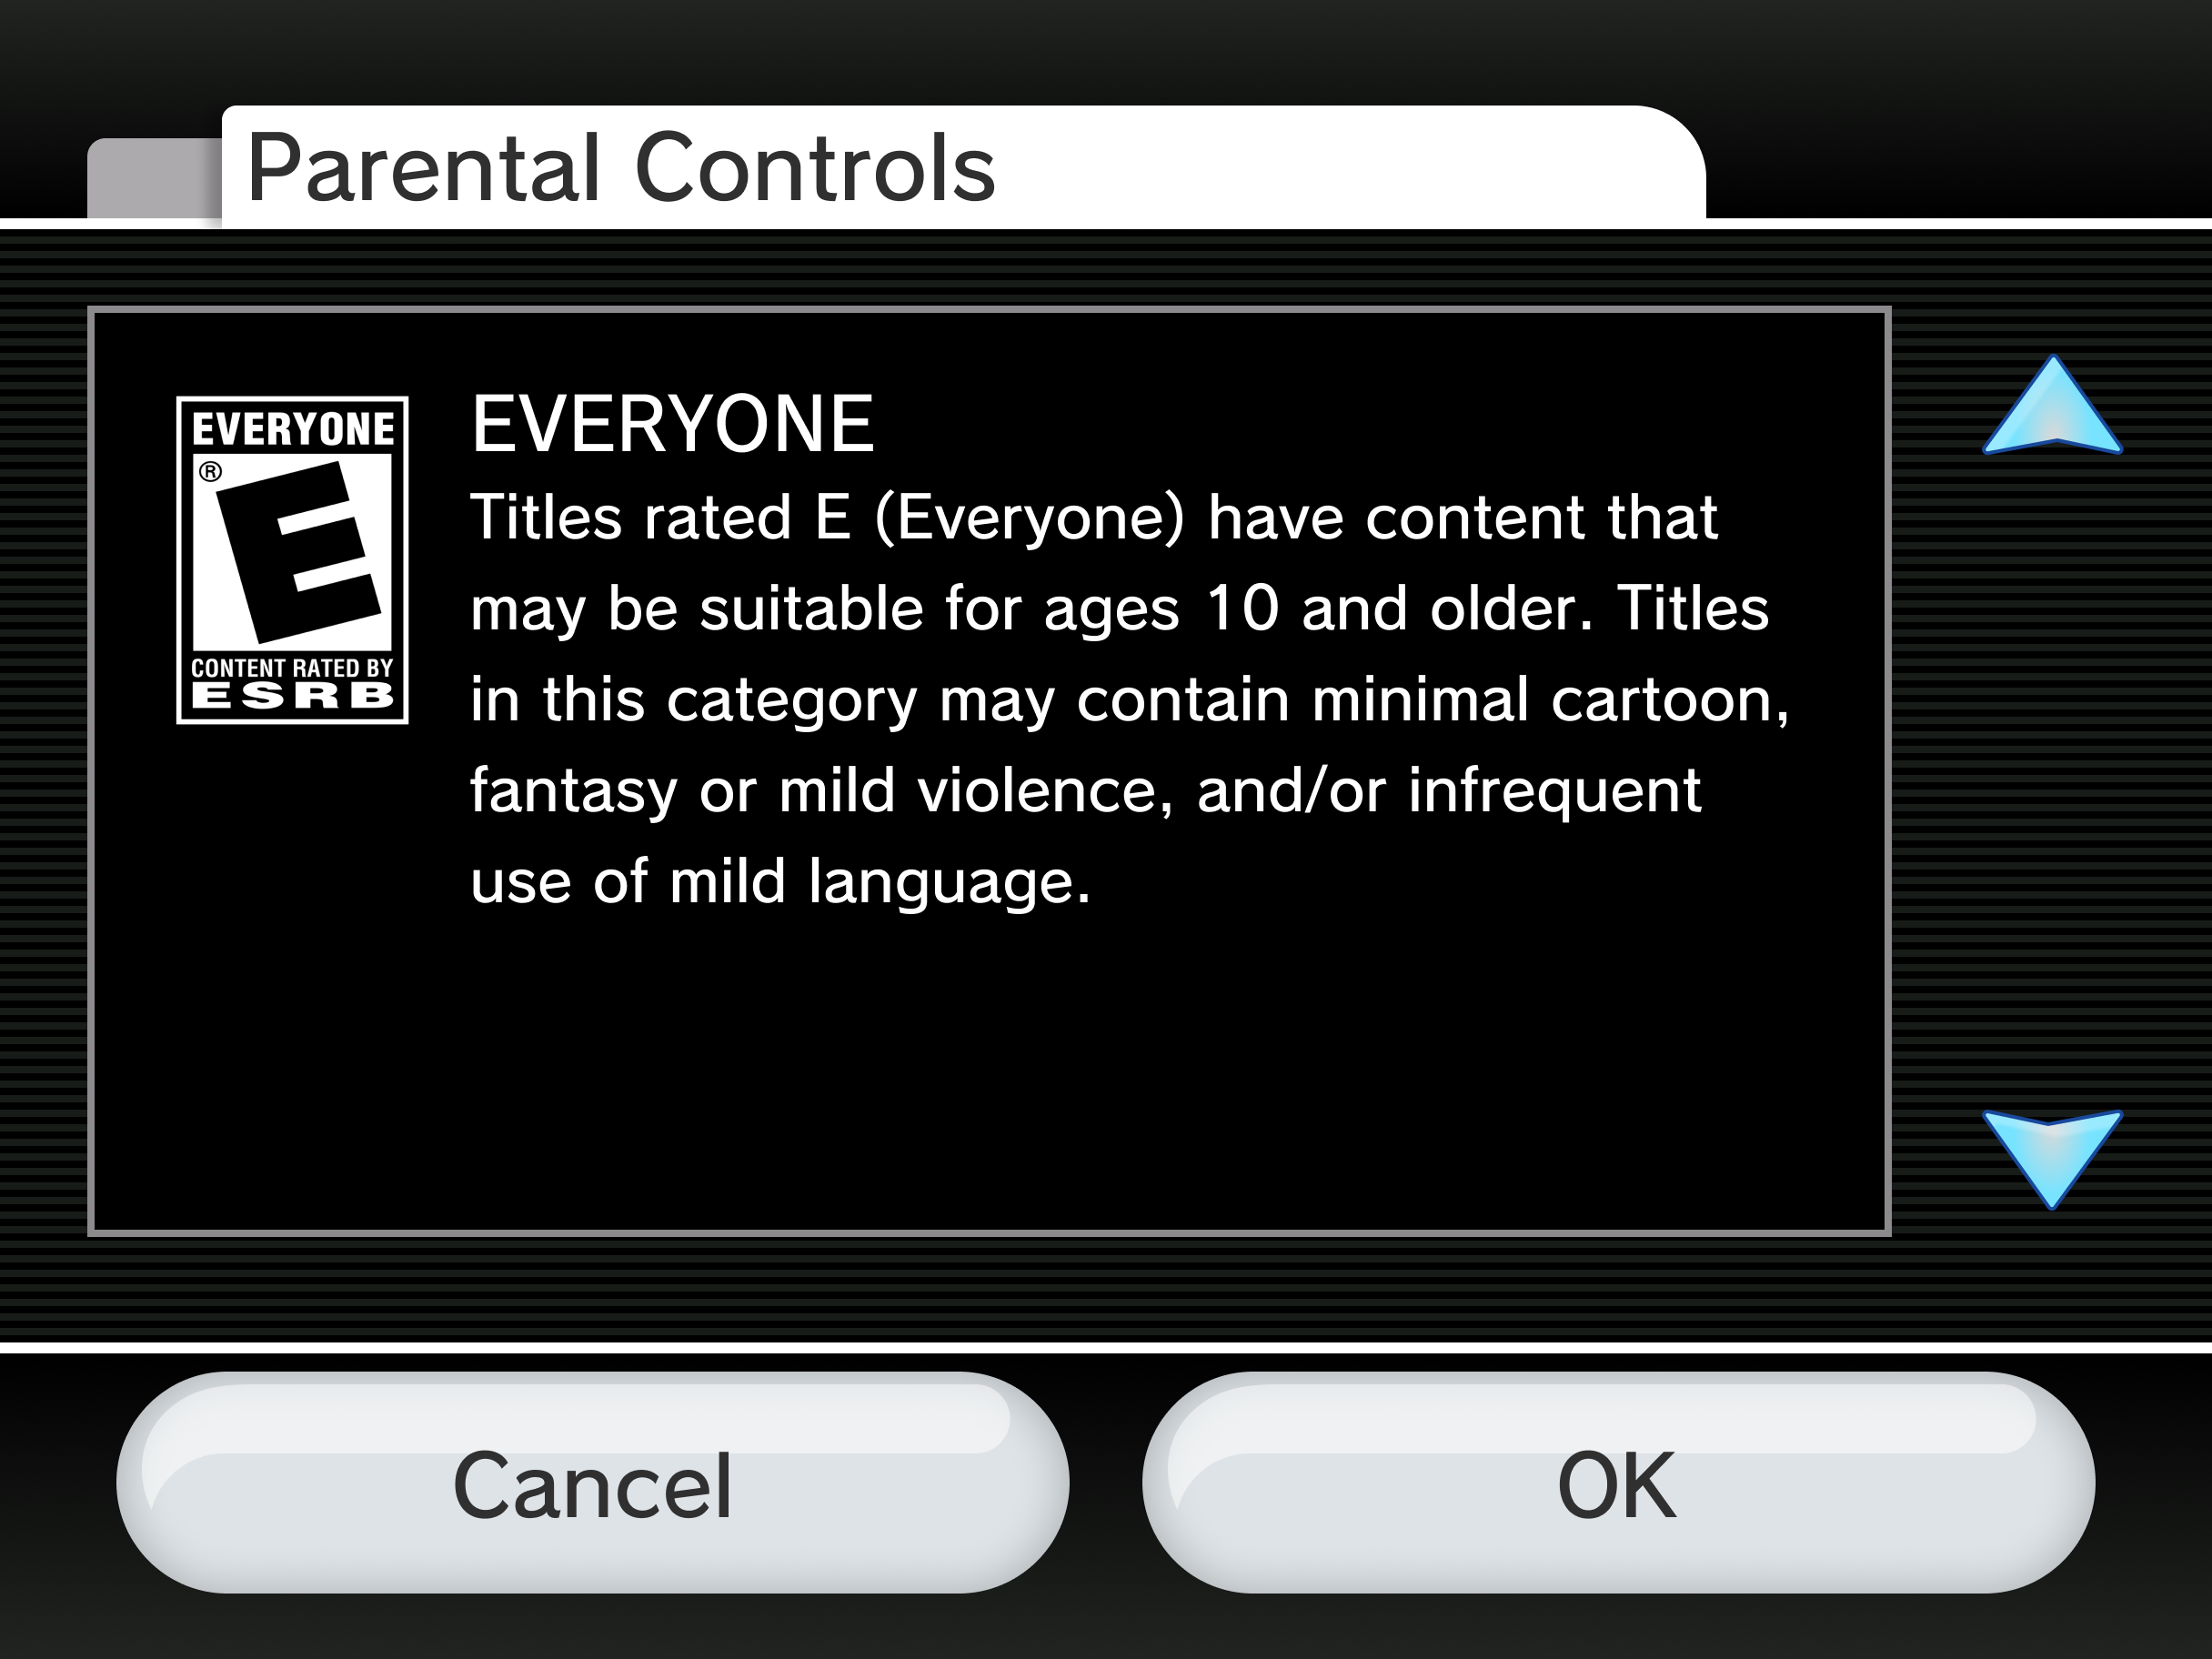 Parental Controls
EVERYONE
®
E
CONTENT RATED BY
ESRB
EVERYONE
Titles rated E (Everyone) have content that
may be suitable for ages 10 and older. Titles
in this category may contain minimal cartoon,
fantasy or mild violence, and/or infrequent
use of mild language.
Cancel
OK